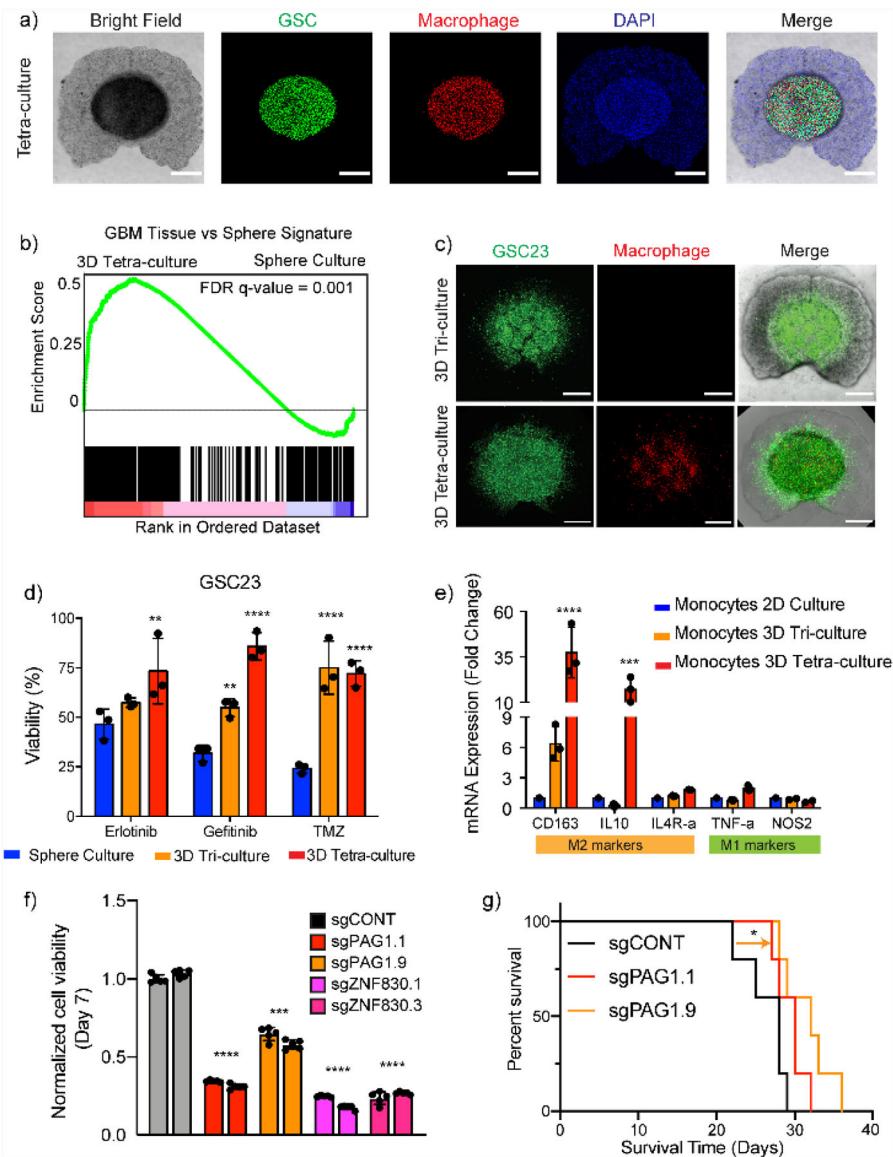 a)
Bright Field
GSC
Macrophage
DAPI
Merge
Tetra-culture
b)
GBM Tissue vs Sphere Signature
3D Tetra-culture
Sphere Culture
FDR q-value = 0.001
Enrichment Score
0.5
0.25
0
Rank in Ordered Dataset
c)
GSC23
Macrophage
Merge
3D Tri-culture
3D Tetra-culture
d)
GSC23
Viability (%)
100
75
50
25
0
**
**
****
****
****
Erlotinib
Gefitinib
TMZ
Sphere Culture
3D Tri-culture
3D Tetra-culture
e)
mRNA Expression (Fold Change)
60
35
10
9
6
3
0
****
***
Monocytes 2D Culture
Monocytes 3D Tri-culture
Monocytes 3D Tetra-culture
CD163
IL10
IL4R-a
TNF-a
NOS2
M2 markers
M1 markers
f)
Normalized cell viability
(Day 7)
1.5
1.0
0.5
0.0
****
***
****
****
sgCONT
sgPAG1.1
sgPAG1.9
sgZNF830.1
sgZNF830.3
g)
Percent survival
100
50
0
*
sgCONT
sgPAG1.1
sgPAG1.9
0
20
30
40
Survival Time (Days)